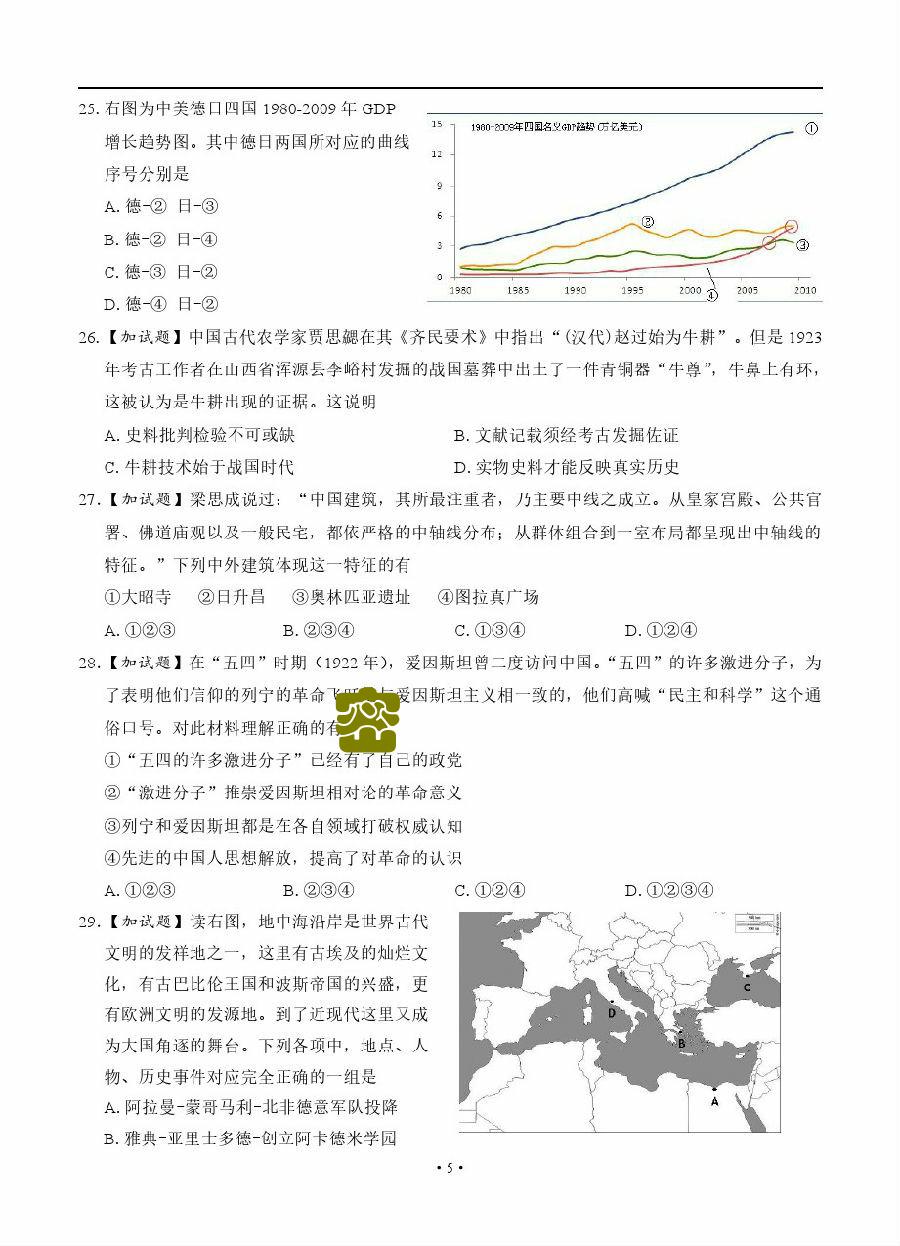 25. 右图为中美德日四国 1980-2009 年 GDP
增长趋势图。其中德日两国所对应的曲线
序号分别是
A. 德-② 日-③
B. 德-② 日-④
C. 德-③ 日-②
D. 德-④ 日-②
1980-2009年四国名义GDP趋势(万亿美元)
15
12
9
6
3
0
1980 1985 1990 1995 2000 2005 2010
①
②
③
④
26.【加试题】中国古代农学家贾思勰在其《齐民要术》中指出“(汉代)赵过始为牛耕”。但是 1923
年考古工作者在山西省浑源县李峪村发掘的战国墓葬中出土了一件青铜器“牛尊”,牛鼻上有环,
这被认为是牛耕出现的证据。这说明
A. 史料批判检验不可或缺 B. 文献记载须经考古发掘佐证
C. 牛耕技术始于战国时代 D. 实物史料才能反映真实历史
27.【加试题】梁思成说过:“中国建筑,其所最注重者,乃主要中线之成立。从皇家宫殿、公共官
署、佛道庙观以及一般民宅,都依严格的中轴线分布;从群体组合到一室布局都呈现出中轴线的
特征。”下列中外建筑体现这一特征的有
①大昭寺 ②日升昌 ③奥林匹亚遗址 ④图拉真广场
A. ①②③ B. ②③④ C. ①③④ D. ①②④
28.【加试题】在“五四”时期(1922 年),爱因斯坦曾二度访问中国。“五四”的许多激进分子,为
了表明他们信仰的列宁的革命 爱因斯坦主义相一致的,他们高喊“民主和科学”这个通
俗口号。对此材料理解正确的有
①“五四的许多激进分子”已经有了自己的政党
②“激进分子”推崇爱因斯坦相对论的革命意义
③列宁和爱因斯坦都是在各自领域打破权威认知
④先进的中国人思想解放,提高了对革命的认识
A. ①②③ B. ②③④ C. ①②④ D. ①②③④
29.【加试题】读右图,地中海沿岸是世界古代
文明的发祥地之一,这里有古埃及的灿烂文
化,有古巴比伦王国和波斯帝国的兴盛,更
有欧洲文明的发源地。到了近现代这里又成
为大国角逐的舞台。下列各项中,地点、人
物、历史事件对应完全正确的一组是
A. 阿拉曼-蒙哥马利-北非德意军队投降
B. 雅典-亚里士多德-创立阿卡德米学园
C
D
B
A
·5·